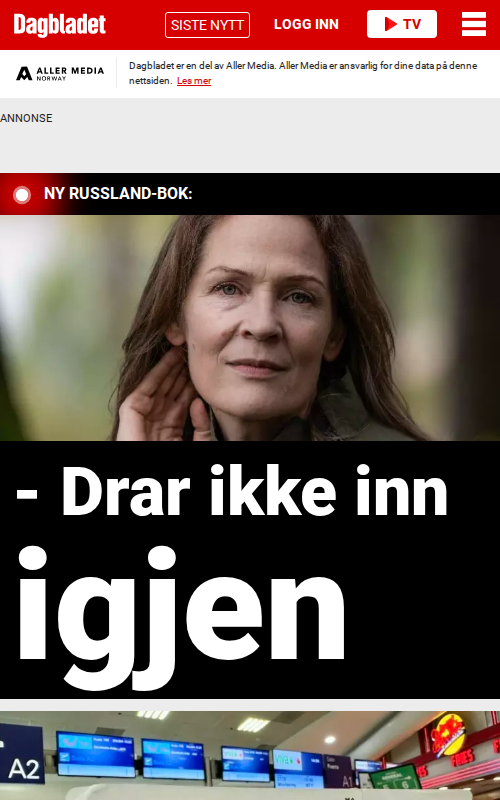 Dagbladet
SISTE NYTT
LOGG INN
TV
ALLER MEDIA
NORWAY
Dagbladet er en del av Aller Media. Aller Media er ansvarlig for dine data på denne
nettsiden. Les mer
ANNONSE
NY RUSSLAND-BOK:
- Drar ikke inn
igjen
A2
A1